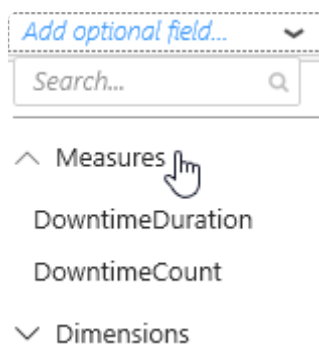 Add optional field...
Search...
Measures
DowntimeDuration
DowntimeCount
Dimensions